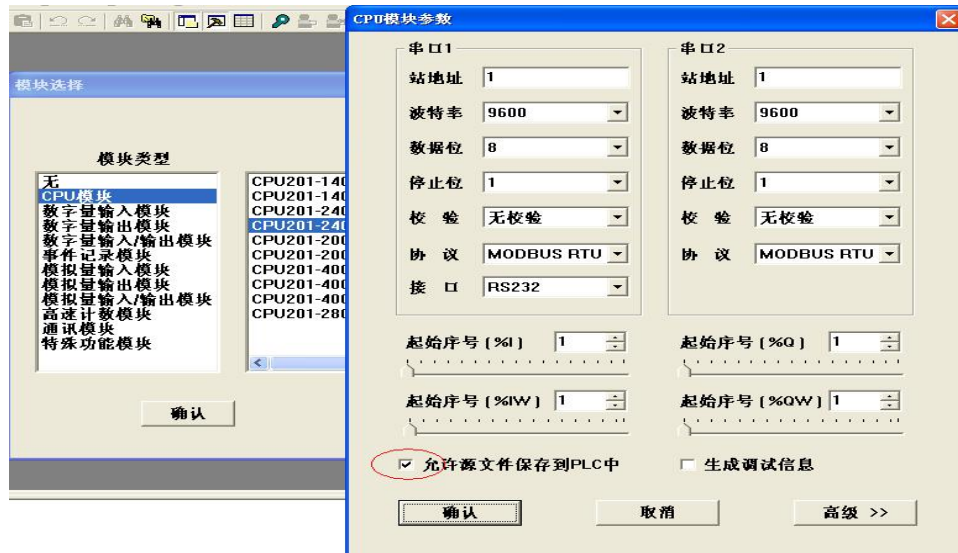 CPU模块参数
模块选择
模块类型
无
CPU模块
数字量输入模块
数字量输出模块
数字量输入/输出模块
事件记录模块
模拟量输入模块
模拟量输出模块
模拟量输入/输出模块
高速计数模块
通讯模块
特殊功能模块
CPU201-140
CPU201-140
CPU201-240
CPU201-240
CPU201-200
CPU201-200
CPU201-400
CPU201-400
CPU201-400
CPU201-280
确认
串口1
站地址 1
波特率 9600
数据位 8
停止位 1
校 验 无校验
协 议 MODBUS RTU
接 口 RS232
串口2
站地址 1
波特率 9600
数据位 8
停止位 1
校 验 无校验
协 议 MODBUS RTU
起始序号(%I) 1
起始序号(%Q) 1
起始序号(%IW) 1
起始序号(%QW) 1
允许源文件保存到PLC中
生成调试信息
确认
取消
高级 >>